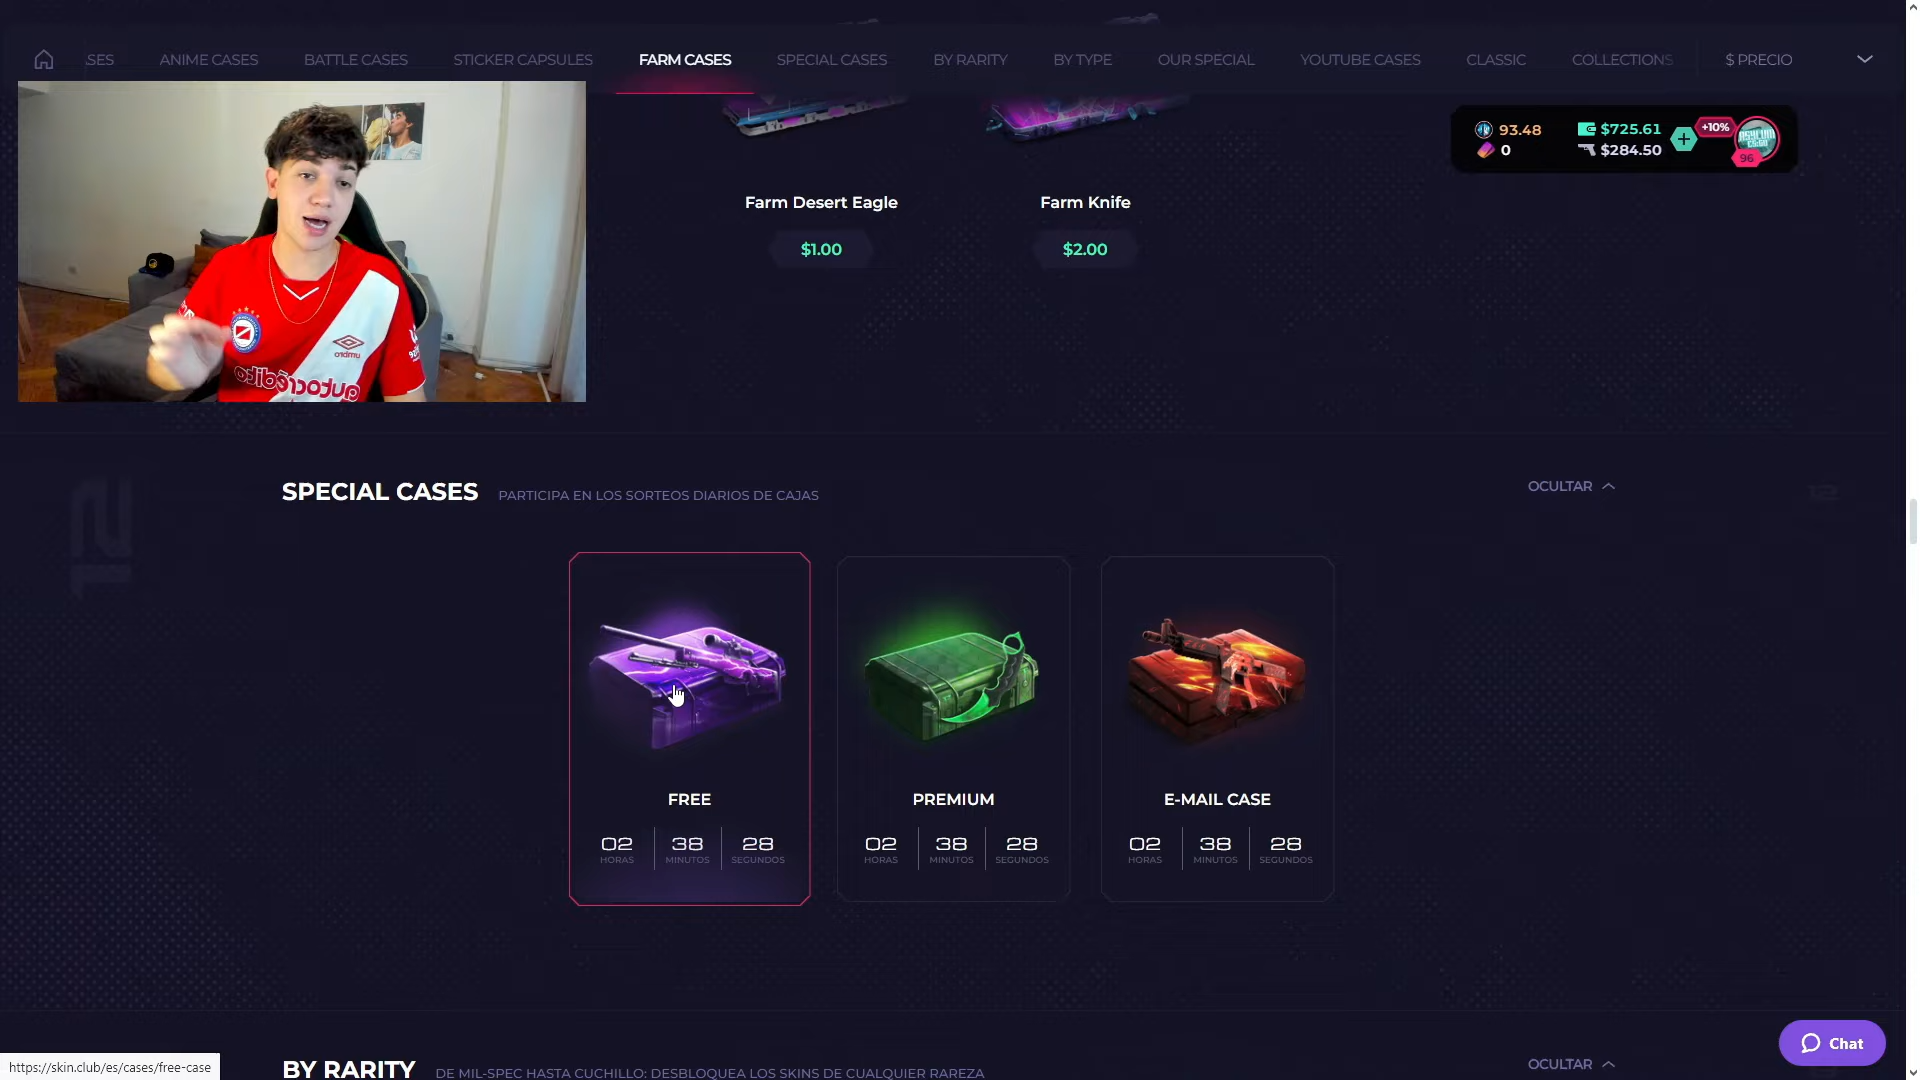 SES ANIME CASES BATTLE CASES STICKER CAPSULES FARM CASES SPECIAL CASES BY RARITY BY TYPE OUR SPECIAL YOUTUBE CASES CLASSIC COLLECTIONS $ PRECIO
93.48 $725.61 +10%
0 $284.50 96
Farm Desert Eagle
$1.00
Farm Knife
$2.00
umbro
autocrédito
12
SPECIAL CASES PARTICIPA EN LOS SORTEOS DIARIOS DE CAJAS
OCULTAR
12
FREE
02 38 28
HORAS MINUTOS SEGUNDOS
PREMIUM
02 38 28
HORAS MINUTOS SEGUNDOS
E-MAIL CASE
02 38 28
HORAS MINUTOS SEGUNDOS
BY RARITY DE MIL-SPEC HASTA CUCHILLO: DESBLOQUEA LOS SKINS DE CUALQUIER RAREZA
OCULTAR
Chat
https://skin.club/es/cases/free-case